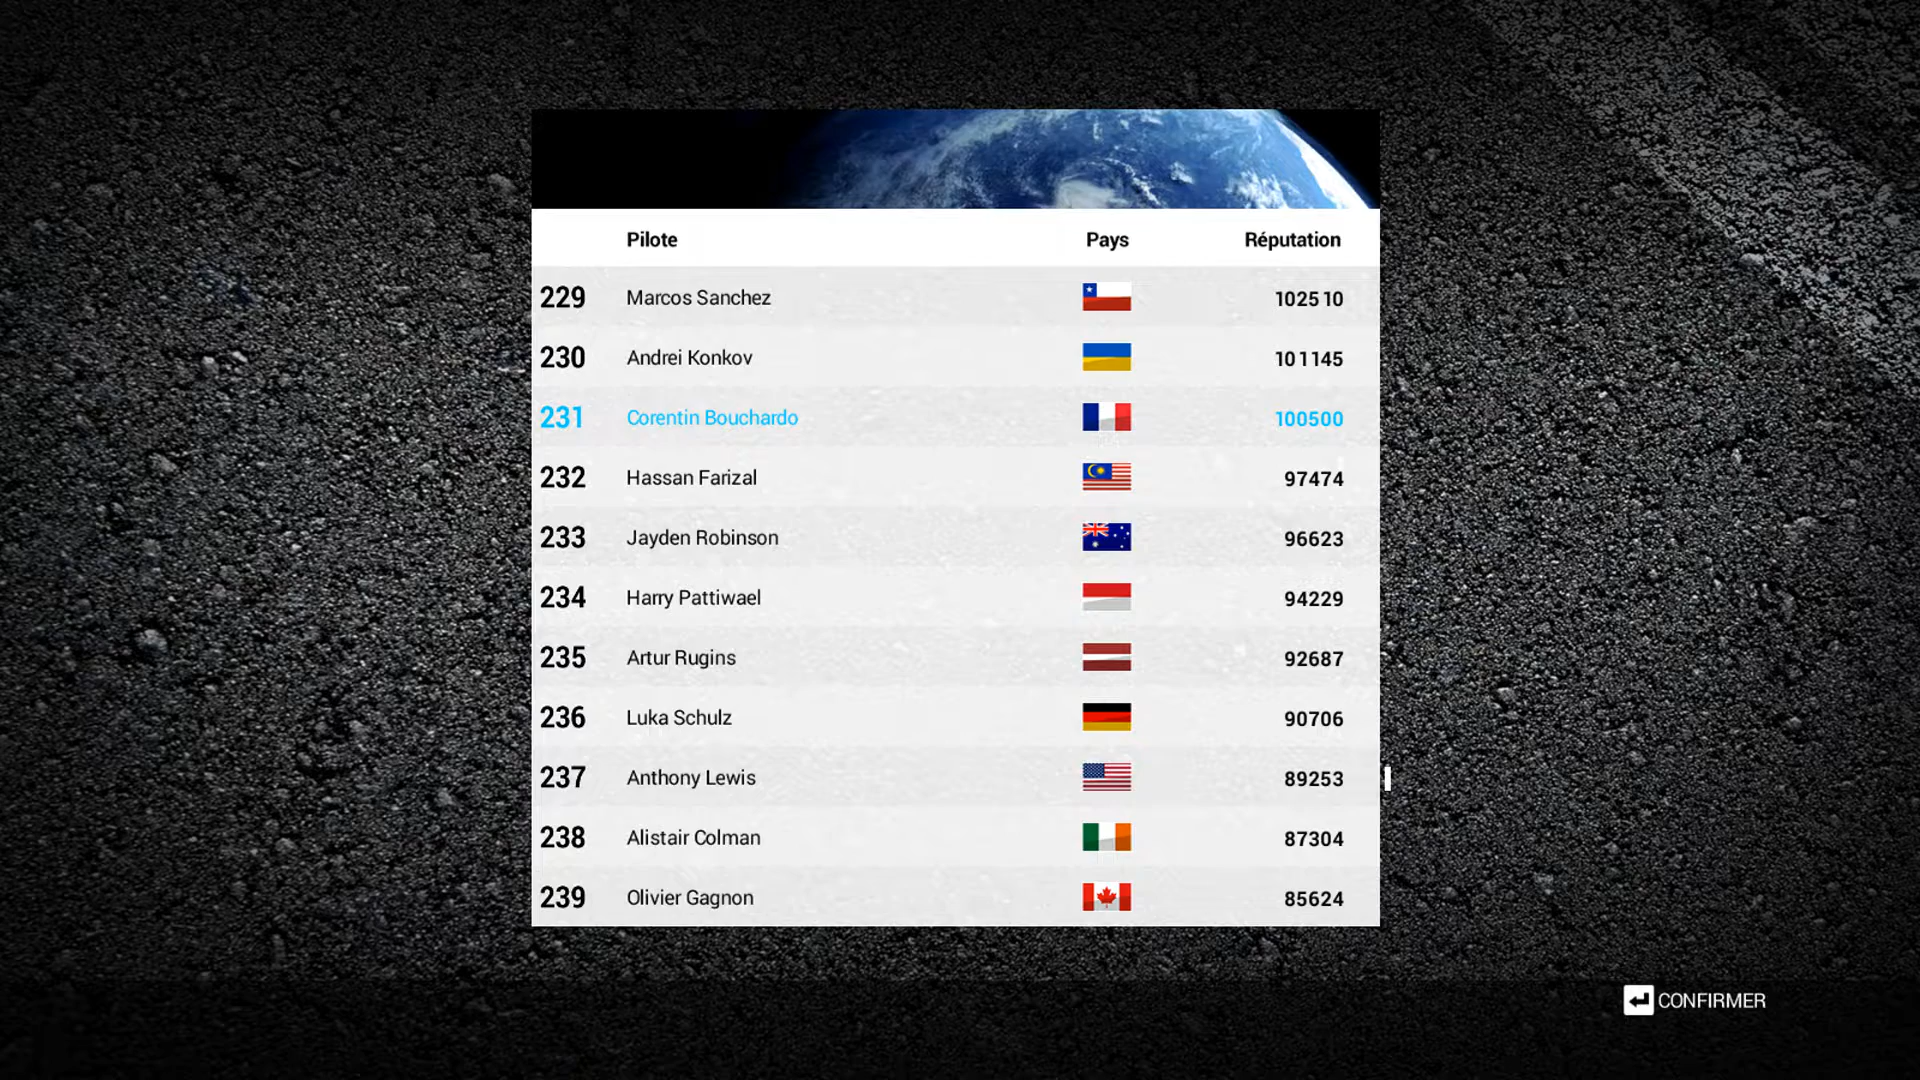 Pilote Pays Réputation
229 Marcos Sanchez 102510
230 Andrei Konkov 101145
231 Corentin Bouchardo 100500
232 Hassan Farizal 97474
233 Jayden Robinson 96623
234 Harry Pattiwael 94229
235 Artur Rugins 92687
236 Luka Schulz 90706
237 Anthony Lewis 89253
238 Alistair Colman 87304
239 Olivier Gagnon 85624
CONFIRMER